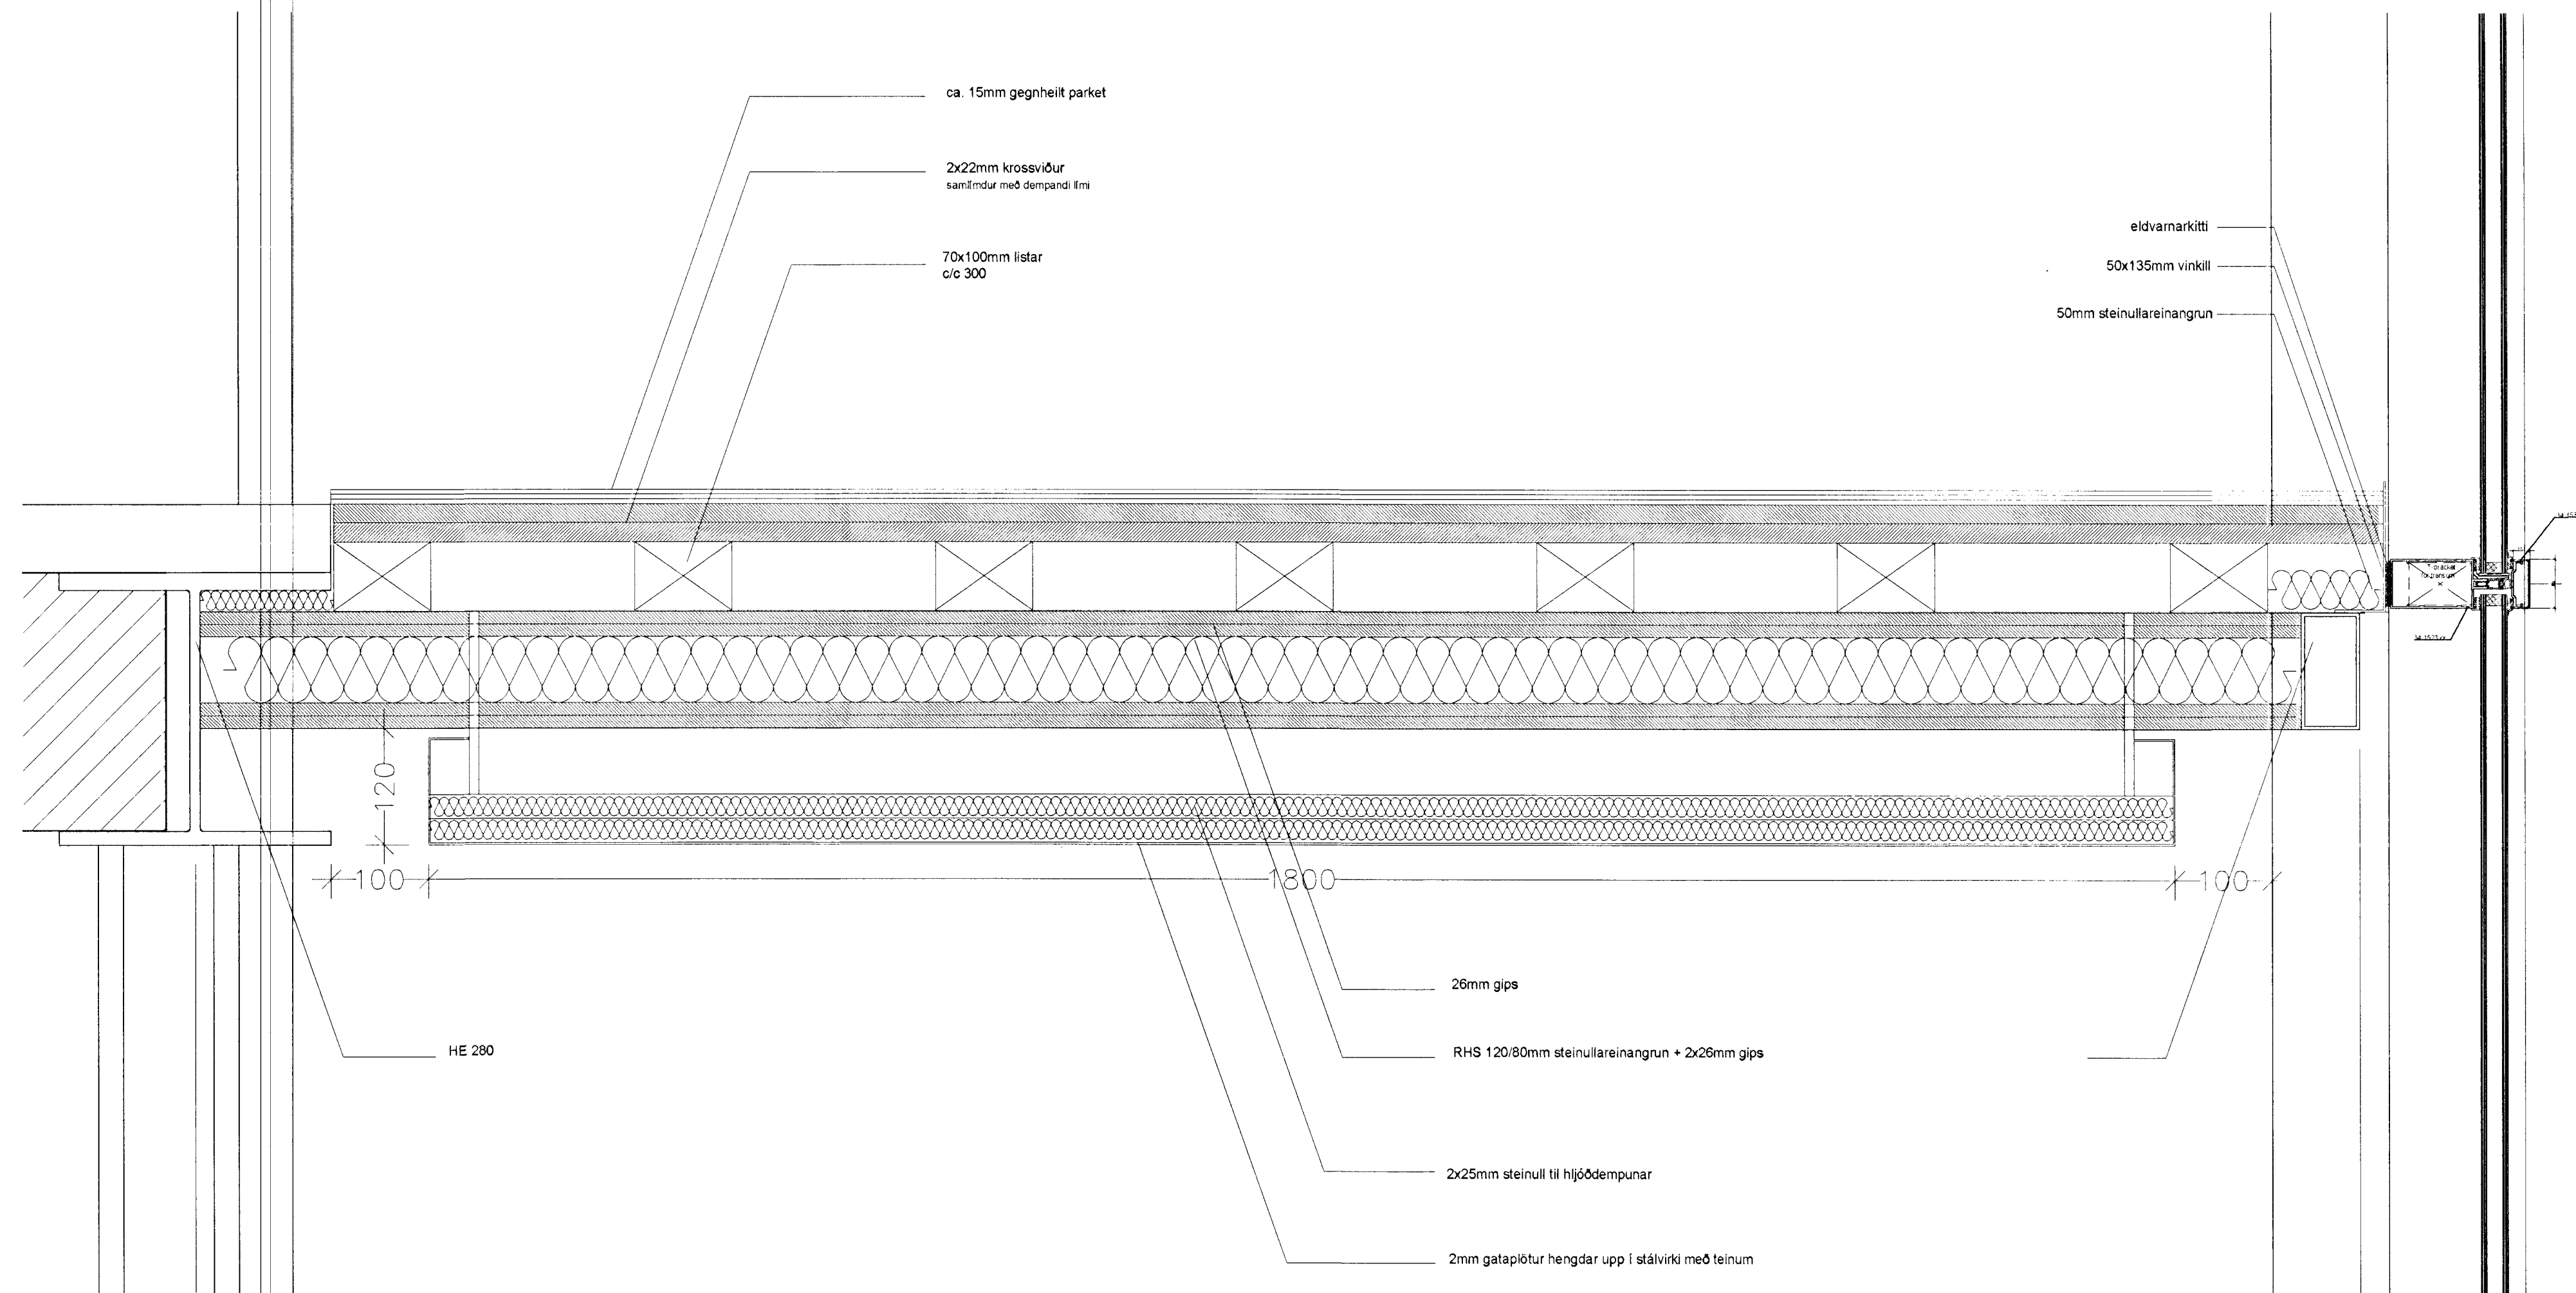 ca. 15mm gegnheilt parket
2x22mm krossviður
samlímdur með dempandi lími
70x100mm listar
c/c 300
eldvarnarkítti
50x135mm vinkill
50mm steinullareinangrun
120
100
1800
100
26mm gips
HE 280
RHS 120/80mm steinullareinangrun + 2x26mm gips
2x25mm steinull til hljóðdempunar
2mm gataplötur hengdar upp í stálvirki með teinum